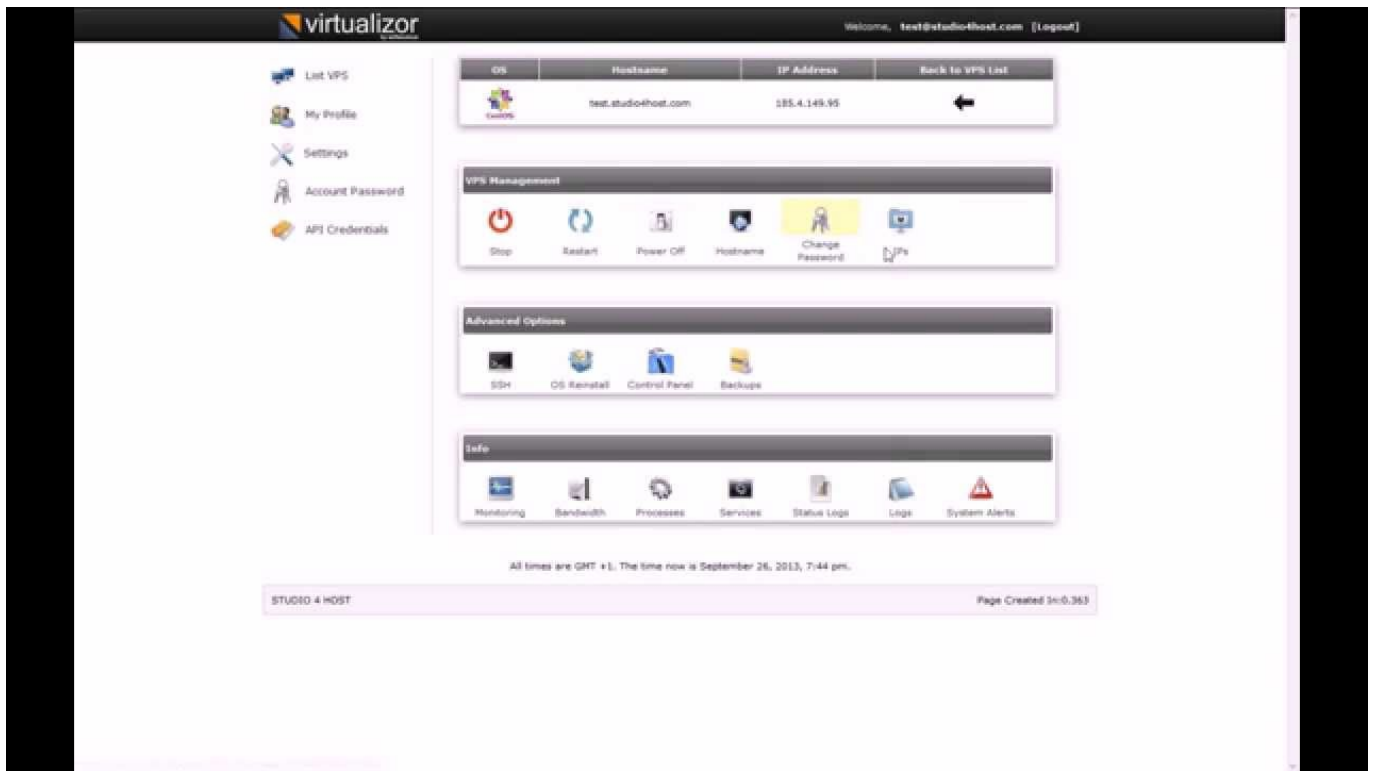 virtualizor
Welcome, test@studio4host.com [Logout]
List VPS
My Profile
Settings
Account Password
API Credentials
OS Hostname IP Address Back to VPS List
CentOS test.studio4host.com 185.4.149.95
VPS Management
Stop Restart Power Off Hostname Change Password IPs
Advanced Options
SSH OS Reinstall Control Panel Backups
Info
Monitoring Bandwidth Processes Services Status Logs Logs System Alerts
All times are GMT +1. The time now is September 26, 2013, 7:44 pm.
STUDIO 4 HOST Page Created In:0.363